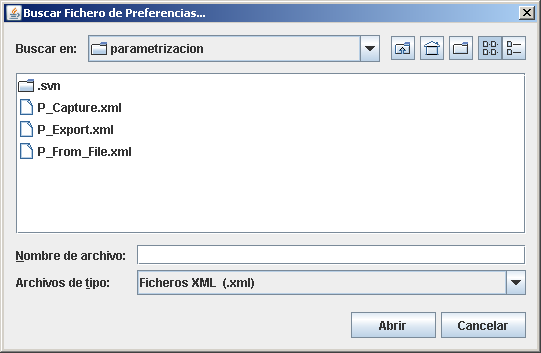 Buscar Fichero de Preferencias...
Buscar en: parametrizacion
.svn
P_Capture.xml
P_Export.xml
P_From_File.xml
Nombre de archivo:
Archivos de tipo: Ficheros XML (.xml)
Abrir Cancelar